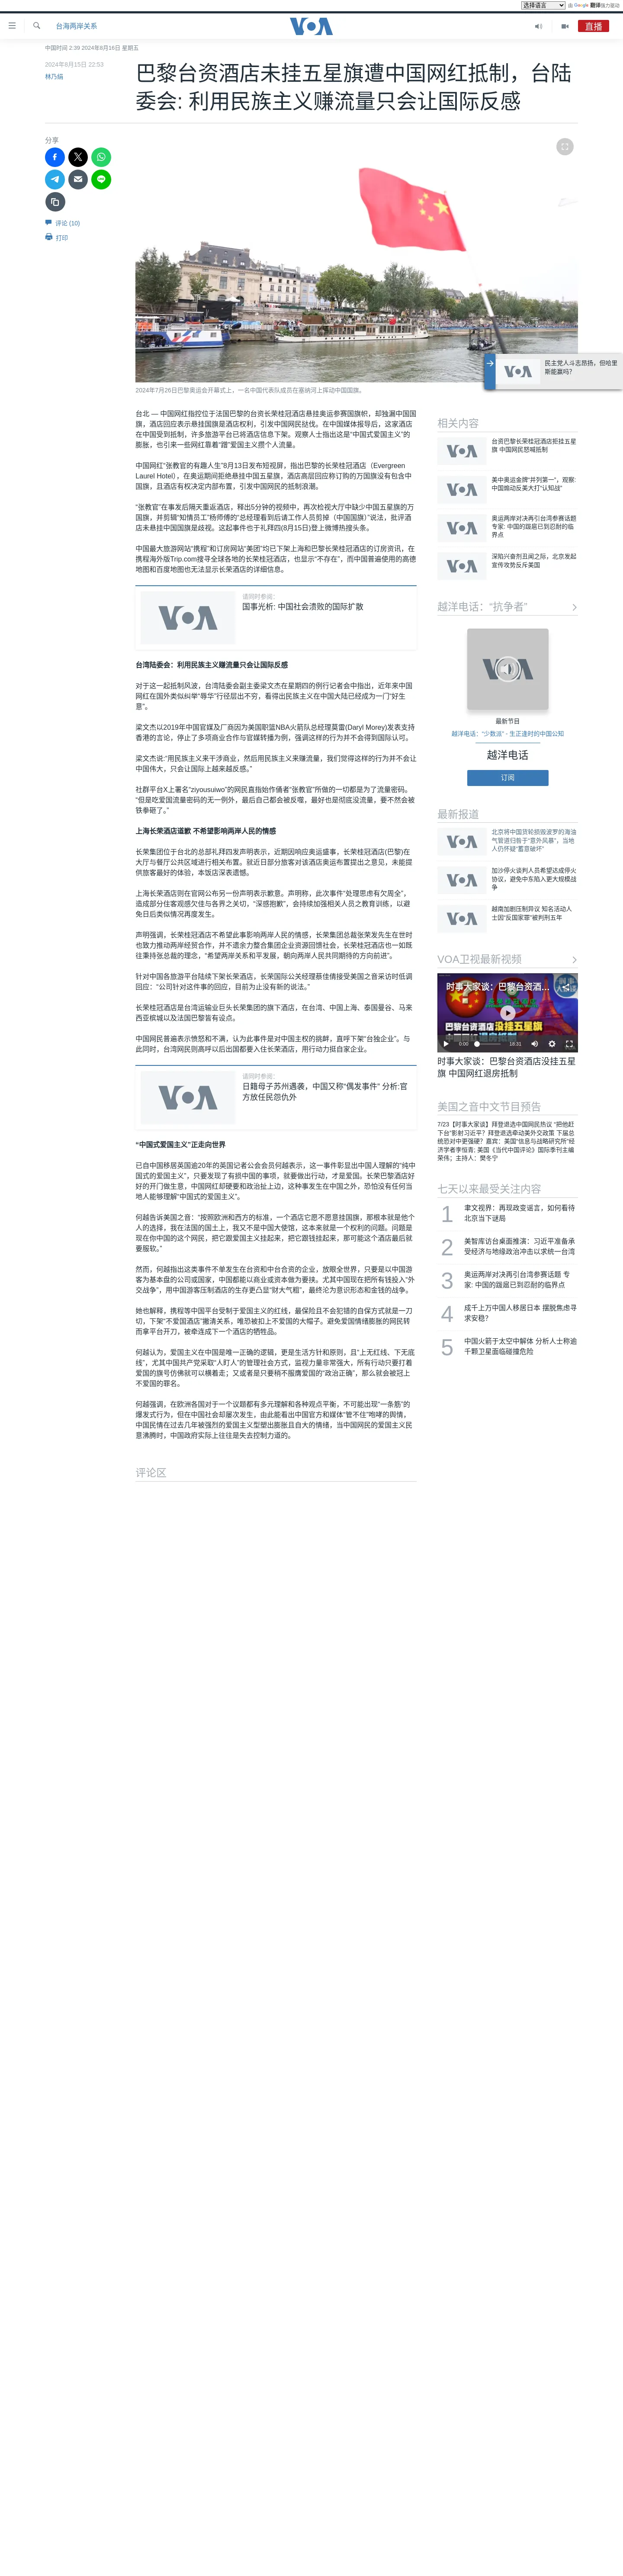 选择语言 由 Google 翻译强力驱动
台海两岸关系
VOA
直播
中国时间 2:39 2024年8月16日 星期五
2024年8月15日 22:53
林乃绢
巴黎台资酒店未挂五星旗遭中国网红抵制，台陆
委会: 利用民族主义赚流量只会让国际反感
分享
评论 (10)
打印
2024年7月26日巴黎奥运会开幕式上，一名中国代表队成员在塞纳河上挥动中国国旗。
民主党人斗志昂扬，但哈里
斯能赢吗?
台北 — 中国网红指控位于法国巴黎的台资长荣桂冠酒店悬挂奥运参赛国旗帜，却独漏中国国
旗，酒店回应表示悬挂国旗是酒店权利，引发中国网民挞伐。在中国媒体报导后，这家酒店
在中国受到抵制，许多旅游平台已将酒店信息下架。观察人士指出这是“中国式爱国主义”的
膨胀，也引来一些网红靠着“蹭”爱国主义攒个人流量。
中国网红“张教官的有趣人生”8月13日发布短视屏，指出巴黎的长荣桂冠酒店（Evergreen
Laurel Hotel），在奥运期间拒绝悬挂中国五星旗，酒店高层回应称订购的万国旗没有包含中
国国旗，且酒店有权决定内部布置，引发中国网民的抵制浪潮。
“张教官”在事发后隔天重返酒店，释出5分钟的视频中，再次检视大厅中缺少中国五星旗的万
国旗，并剪辑“知情员工”杨师傅的“总经理看到后请工作人员剪掉（中国国旗）”说法，批评酒
店未悬挂中国国旗是歧视。这起事件也于礼拜四(8月15日)登上微博热搜头条。
中国最大旅游网站“携程”和订房网站“美团”均已下架上海和巴黎长荣桂冠酒店的订房资讯，在
携程海外版Trip.com搜寻全球各地的长荣桂冠酒店，也显示“不存在”，而中国普遍使用的高德
地图和百度地图也无法显示长荣酒店的详细信息。
VOA
请同时参阅：
国事光析: 中国社会溃败的国际扩散
台湾陆委会：利用民族主义赚流量只会让国际反感
对于这一起抵制风波，台湾陆委会副主委梁文杰在星期四的例行记者会中指出，近年来中国
网红在国外类似纠举“辱华”行径层出不穷，看得出民族主义在中国大陆已经成为一门“好生
意”。
梁文杰以2019年中国官媒及厂商因为美国职篮NBA火箭队总经理莫雷(Daryl Morey)发表支持
香港的言论，停止了多项商业合作与官媒转播为例，强调这样的行为并不会得到国际认可。
梁文杰说:“用民族主义来干涉商业，然后用民族主义来赚流量，我们觉得这样的行为并不会让
中国伟大，只会让国际上越来越反感。”
社群平台X上署名“ziyousuiwo”的网民直指始作俑者“张教官”所做的一切都是为了流量密码。
“但是吃爱国流量密码的无一例外，最后自己都会被反噬，最好也是彻底没流量，要不然会被
铁拳砸了。”
上海长荣酒店道歉 不希望影响两岸人民的情感
长荣集团位于台北的总部礼拜四发声明表示，近期因响应奥运盛事，长荣桂冠酒店(巴黎)在
大厅与餐厅公共区域进行相关布置。就近日部分旅客对该酒店奥运布置提出之意见，未能提
供旅客最好的体验，本饭店深表遗憾。
上海长荣酒店则在官网公布另一份声明表示歉意。声明称，此次事件“处理思虑有欠周全”，
造成部分住客观感欠佳与各界之关切，“深感抱歉”，会持续加强相关人员之教育训练，以避
免日后类似情况再度发生。
声明强调，长荣桂冠酒店不希望此事影响两岸人民的情感，长荣集团总裁张荣发先生在世时
也致力推动两岸经贸合作，并不遗余力整合集团企业资源回馈社会，长荣桂冠酒店也一如既
往秉持张总裁的理念，“希望两岸关系和平发展，朝向两岸人民共同期待的方向前进”。
针对中国各旅游平台陆续下架长荣酒店，长荣国际公关经理蔡佳倩接受美国之音采访时低调
回应：“公司针对这件事的回应，目前为止没有新的说法。”
长荣桂冠酒店是台湾运输业巨头长荣集团的旗下酒店，在台湾、中国上海、泰国曼谷、马来
西亚槟城以及法国巴黎皆有设点。
中国网民普遍表示愤怒和不满，认为此事件是对中国主权的挑衅，直呼下架“台独企业”。与
此同时，台湾网民则高呼以后出国都要入住长荣酒店，用行动力挺自家企业。
VOA
请同时参阅：
日籍母子苏州遇袭，中国又称“偶发事件” 分析:官
方放任民怨仇外
“中国式爱国主义”正走向世界
已自中国移居英国逾20年的英国记者公会会员何越表示，这一事件彰显出中国人理解的“纯中
国式的爱国主义”，只要发现了有损中国的事项，就要做出行动，才是爱国。长荣巴黎酒店好
好的开门做生意，中国网红硬要和政治扯上边，这种事发生在中国之外，恐怕没有任何当
地人能够理解“中国式的爱国主义”。
何越告诉美国之音：“按照欧洲和西方的标准，一个酒店它愿不愿意挂国旗，那根本就是他个
人的选择，我在法国的国土上，我又不是中国大使馆，这本来就是一个权利的问题。问题是
现在你中国的这个网民，把它跟爱国主义挂起来，把它跟钱挂起来，那可能这个酒店最后就
要服软。”
然而，何越指出这类事件不单发生在台资和中台合资的企业，放眼全世界，只要是以中国游
客为基本盘的公司或国家，中国都能以商业或资本做为要挟。尤其中国现在把所有钱投入“外
交战争”，用中国游客压制酒店的生存更凸显“财大气粗”，最终沦为意识形态和金钱的战争。
她也解释，携程等中国平台受制于爱国主义的红线，最保险且不会犯错的自保方式就是一刀
切，下架“不爱国酒店”撇清关系，唯恐被扣上不爱国的大帽子。避免爱国情绪膨胀的网民转
而拿平台开刀，被牵连成下一个酒店的牺牲品。
何越认为，爱国主义在中国是唯一正确的逻辑，更是生活方针和原则，且“上无红线、下无底
线”，尤其中国共产党采取“人盯人”的管理社会方式，监视力量非常强大，所有行动只要打着
爱国的旗号仿佛就可以横着走；又或者是只要稍不服膺爱国的“政治正确”，那么就会被冠上
不爱国的罪名。
何越强调，在欧洲各国对于一个议题都有多元理解和各种观点平衡，不可能出现“一条筋”的
爆发式行为，但在中国社会却屡次发生，由此能看出中国官方和媒体“管不住”咆哮的舆情，
中国民情在过去几年被强烈的爱国主义型塑出膨胀且自大的情绪，当中国网民的爱国主义民
意沸腾时，中国政府实际上往往是失去控制力道的。
评论区
相关内容
台资巴黎长荣桂冠酒店拒挂五星
旗 中国网民怒喊抵制
美中奥运金牌“并列第一”，观察:
中国煽动反美大打“认知战”
奥运两岸对决再引台湾参赛话题
专家: 中国的跋扈已到忍耐的临
界点
深陷兴奋剂丑闻之际，北京发起
宣传攻势反斥美国
越洋电话：“抗争者”
最新节目
越洋电话: “少数派” - 生正逢时的中国公知
越洋电话
订阅
最新报道
北京将中国货轮损毁波罗的海油
气管道归咎于“意外风暴”，当地
人仍怀疑“蓄意破坏”
加沙停火谈判人员希望达成停火
协议，避免中东陷入更大规模战
争
越南加剧压制异议 知名活动人
士因“反国家罪”被判刑五年
VOA卫视最新视频
时事大家谈：巴黎台资酒…
巴黎台资酒店没挂五星旗
0:00 18:31
时事大家谈：巴黎台资酒店没挂五星
旗 中国网红退房抵制
美国之音中文节目预告
7/23【时事大家谈】拜登退选中国网民热议 “把他赶
下台”影射习近平？拜登退选牵动美外交政策 下届总
统恐对中更强硬？嘉宾：美国“信息与战略研究所”经
济学者李恒青; 美国《当代中国评论》国际季刊主编
荣伟；主持人：樊冬宁
七天以来最受关注内容
1 聿文视界：再现政变谣言，如何看待
北京当下谜局
2 美智库访台桌面推演：习近平准备承
受经济与地缘政治冲击以求统一台湾
3 奥运两岸对决再引台湾参赛话题 专
家: 中国的跋扈已到忍耐的临界点
4 成千上万中国人移居日本 摆脱焦虑寻
求安稳?
5 中国火箭于太空中解体 分析人士称逾
千颗卫星面临碰撞危险